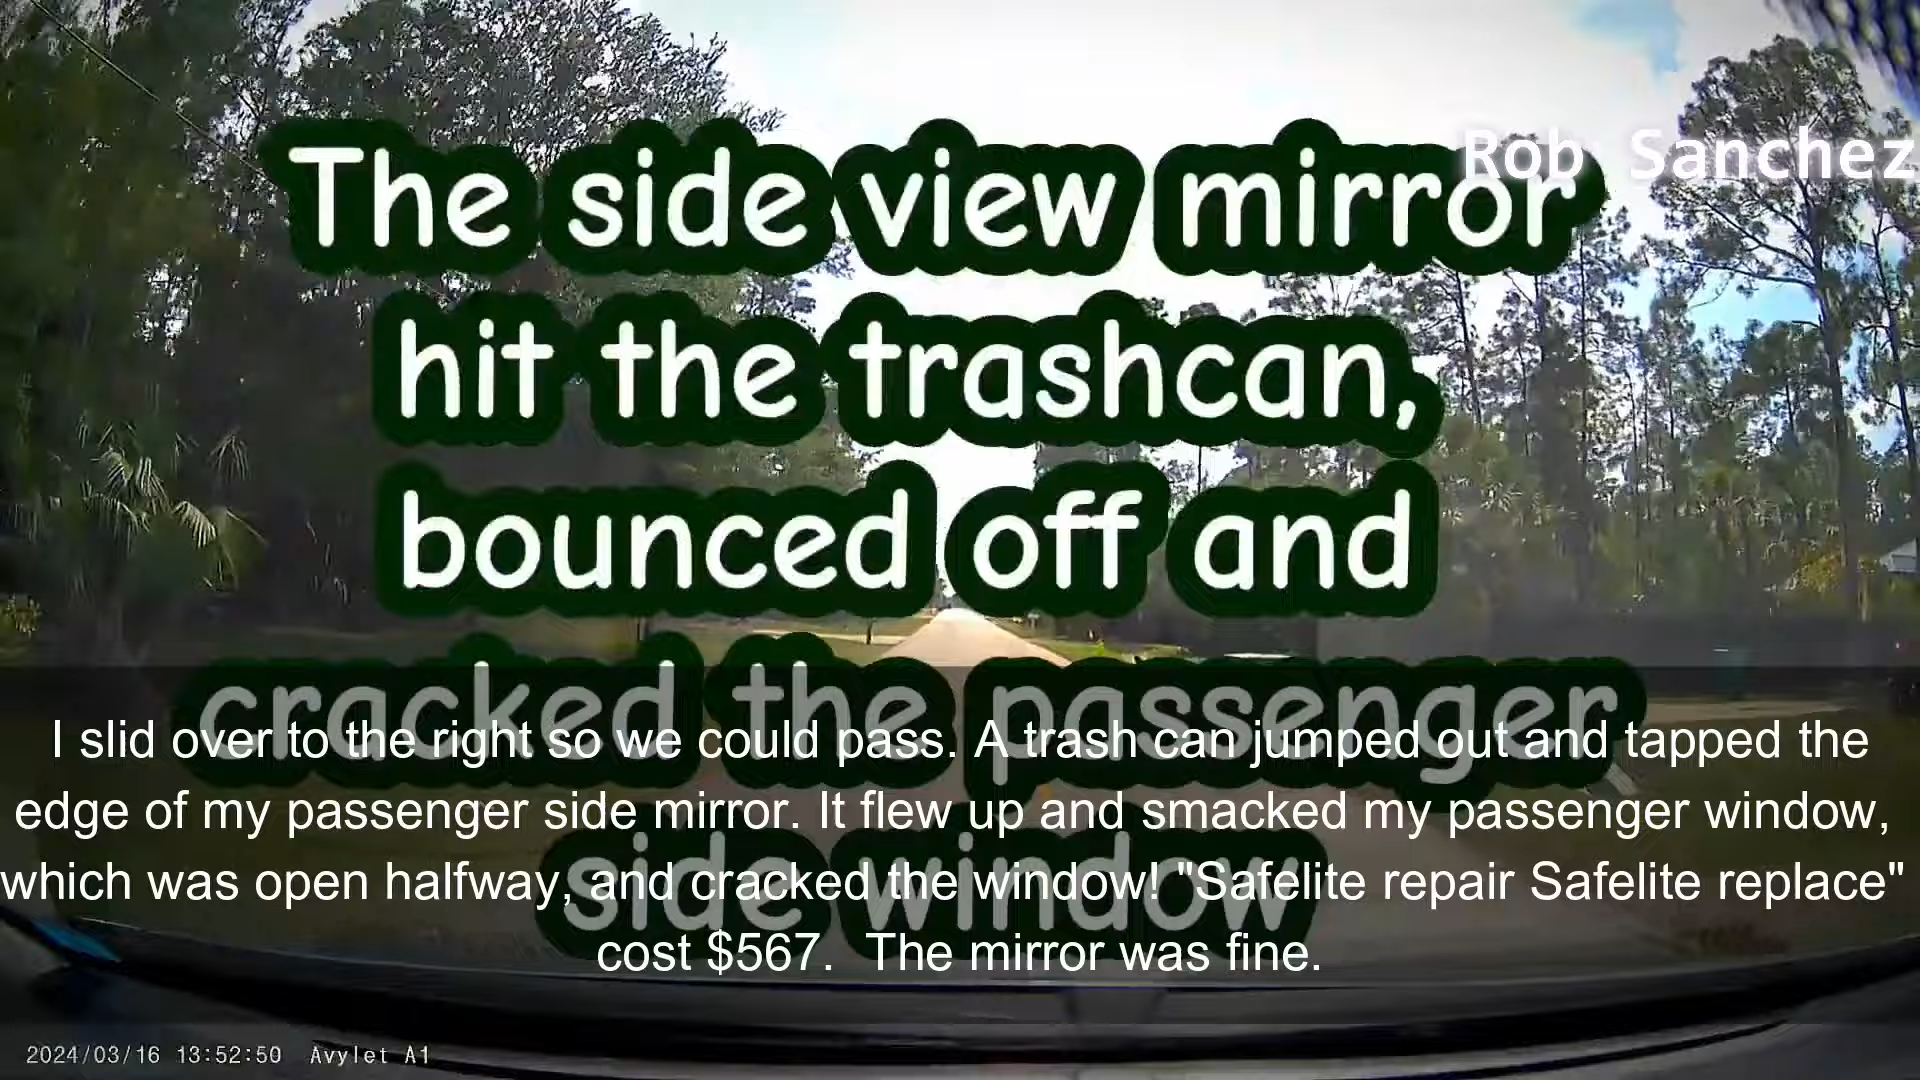 Rob Sanchez
The side view mirror
hit the trashcan,
bounced off and
cracked the passenger
side window
I slid over to the right so we could pass. A trash can jumped out and tapped the
edge of my passenger side mirror. It flew up and smacked my passenger window,
which was open halfway, and cracked the window! "Safelite repair Safelite replace"
cost $567.  The mirror was fine.
2024/03/16 13:52:50 Avylet A1